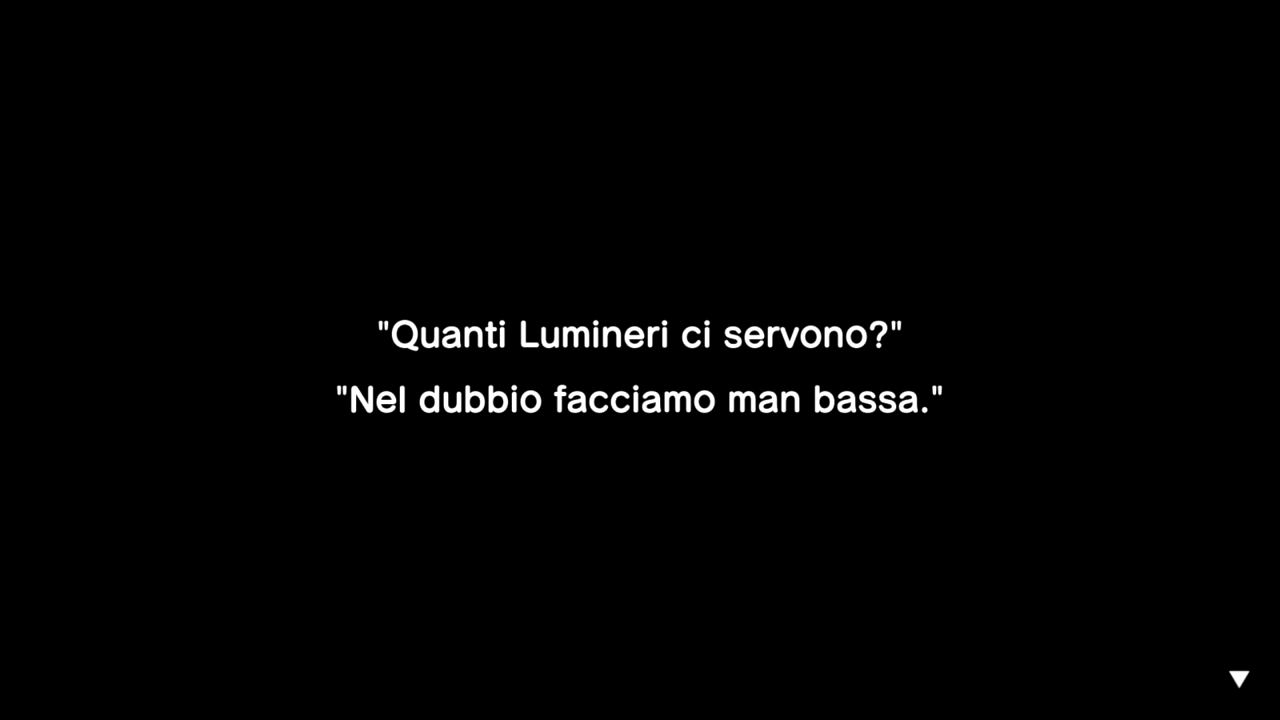 "Quanti Lumineri ci servono?"
"Nel dubbio facciamo man bassa."